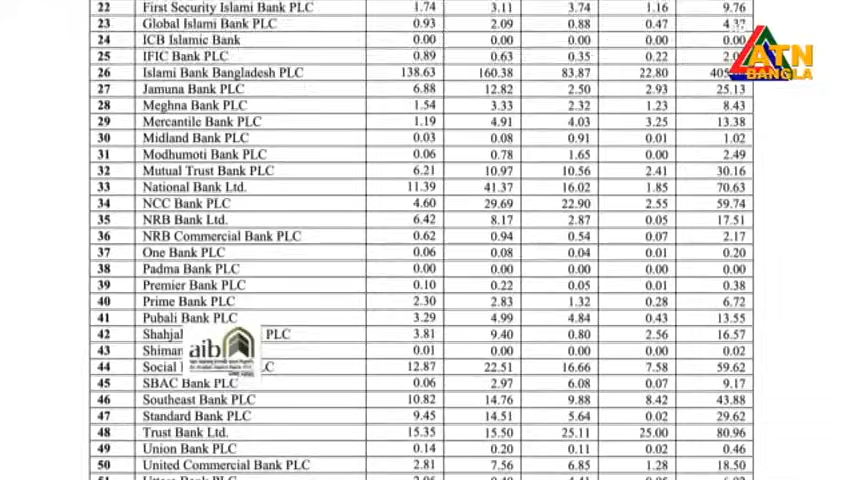 22 First Security Islami Bank PLC 1.74 3.11 3.74 1.16 9.76
23 Global Islami Bank PLC 0.93 2.09 0.88 0.47 4.37
24 ICB Islamic Bank 0.00 0.00 0.00 0.00 0.00
25 IFIC Bank PLC 0.89 0.63 0.35 0.22
26 Islami Bank Bangladesh PLC 138.63 160.38 83.87 22.80
ATN
BANGLA
27 Jamuna Bank PLC 6.88 12.82 2.50 2.93 25.13
28 Meghna Bank PLC 1.54 3.33 2.32 1.23 8.43
29 Mercantile Bank PLC 1.19 4.91 4.03 3.25 13.38
30 Midland Bank PLC 0.03 0.08 0.91 0.01 1.02
31 Modhumoti Bank PLC 0.06 0.78 1.65 0.00 2.49
32 Mutual Trust Bank PLC 6.21 10.97 10.56 2.41 30.16
33 National Bank Ltd. 11.39 41.37 16.02 1.85 70.63
34 NCC Bank PLC 4.60 29.69 22.90 2.55 59.74
35 NRB Bank Ltd. 6.42 8.17 2.87 0.05 17.51
36 NRB Commercial Bank PLC 0.62 0.94 0.54 0.07 2.17
37 One Bank PLC 0.06 0.08 0.04 0.01 0.20
38 Padma Bank PLC 0.00 0.00 0.00 0.00 0.00
39 Premier Bank PLC 0.10 0.22 0.05 0.01 0.38
40 Prime Bank PLC 2.30 2.83 1.32 0.28 6.72
41 Pubali Bank PLC 3.29 4.99 4.84 0.43 13.55
42 Shahjal PLC 3.81 9.40 0.80 2.56 16.57
43 Shiman 0.01 0.00 0.00 0.00 0.02
aib
44 Social LC 12.87 22.51 16.66 7.58 59.62
45 SBAC Bank PLC 0.06 2.97 6.08 0.07 9.17
46 Southeast Bank PLC 10.82 14.76 9.88 8.42 43.88
47 Standard Bank PLC 9.45 14.51 5.64 0.02 29.62
48 Trust Bank Ltd. 15.35 15.50 25.11 25.00 80.96
49 Union Bank PLC 0.14 0.20 0.11 0.02 0.46
50 United Commercial Bank PLC 2.81 7.56 6.85 1.28 18.50